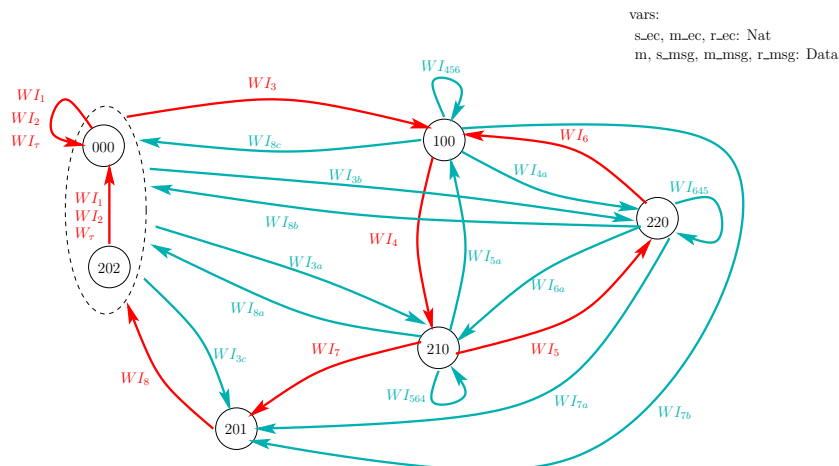 vars:
s_ec, m_ec, r_ec: Nat
m, s_msg, m_msg, r_msg: Data
WI₄₅₆
WI₃
WI₁
WI₂
WI_τ
000
WI₈c
100
WI₆
WI₃b
WI₄a
WI₆₄₅
WI₁
WI₂
W_τ
WI₈b
220
WI₄
WI₃a
WI₅a
202
WI₆a
WI₈a
WI₃c
WI₇
210
WI₅
WI₈
WI₅₆₄
WI₇a
WI₇b
201